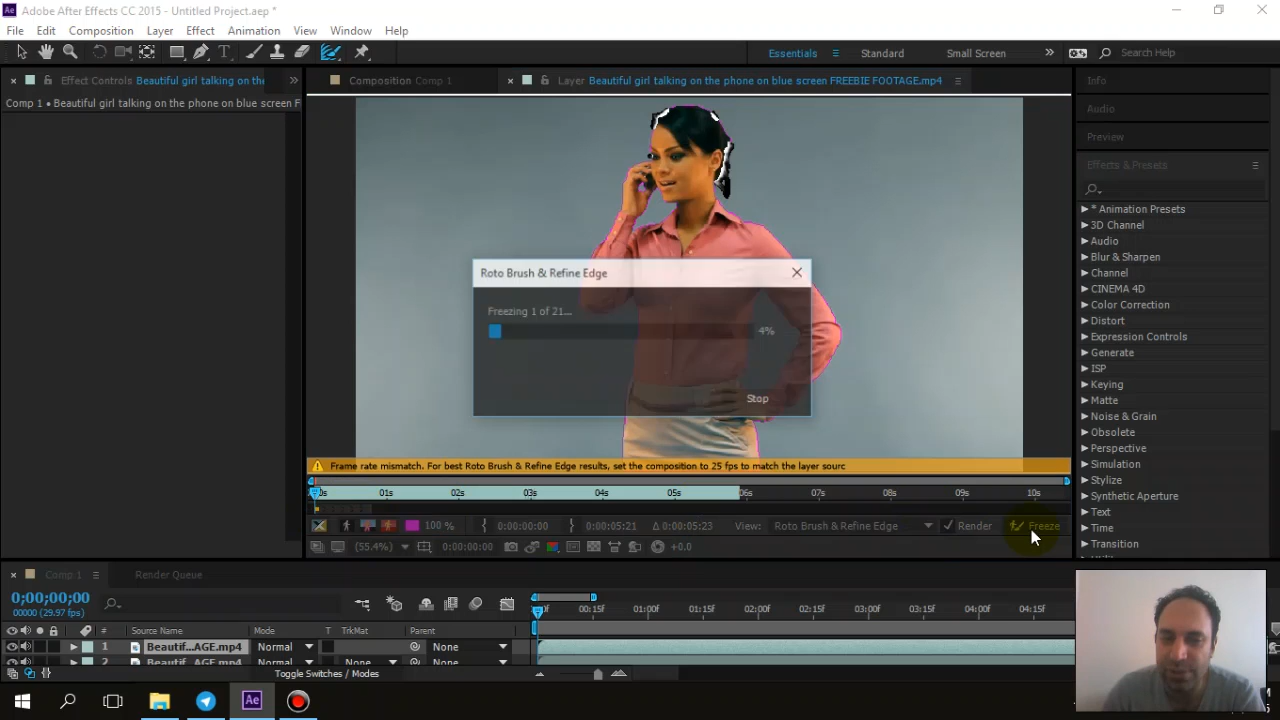 Adobe After Effects CC 2015 - Untitled Project.aep *
File Edit Composition Layer Effect Animation View Window Help
Essentials Standard Small Screen Search Help
Effect Controls Beautiful girl talking on the
Composition Comp 1
Layer Beautiful girl talking on the phone on blue screen FREEBIE FOOTAGE.mp4
Comp 1 • Beautiful girl talking on the phone on blue screen F
Info
Audio
Preview
Effects & Presets
* Animation Presets
3D Channel
Audio
Blur & Sharpen
Channel
CINEMA 4D
Color Correction
Distort
Expression Controls
Generate
ISP
Keying
Matte
Noise & Grain
Obsolete
Perspective
Simulation
Stylize
Synthetic Aperture
Text
Time
Transition
Roto Brush & Refine Edge
Freezing 1 of 21...
4%
Stop
Frame rate mismatch. For best Roto Brush & Refine Edge results, set the composition to 25 fps to match the layer sourc
01s 02s 03s 04s 05s 06s 07s 08s 09s 10s
100 % 0:00:00:00 0:00:05:21 Δ 0:00:05:23 View: Roto Brush & Refine Edge Render Freeze
(55.4%) 0:00:00:00 +0.0
Comp 1 Render Queue
0;00;00;00
00000 (29.97 fps)
00:15f 01:00f 01:15f 02:00f 02:15f 03:00f 03:15f 04:00f 04:15f
# Source Name Mode T TrkMat Parent
1 Beautif...AGE.mp4 Normal None
2 Beautif...AGE.mp4 Normal None None
Toggle Switches / Modes
Ae